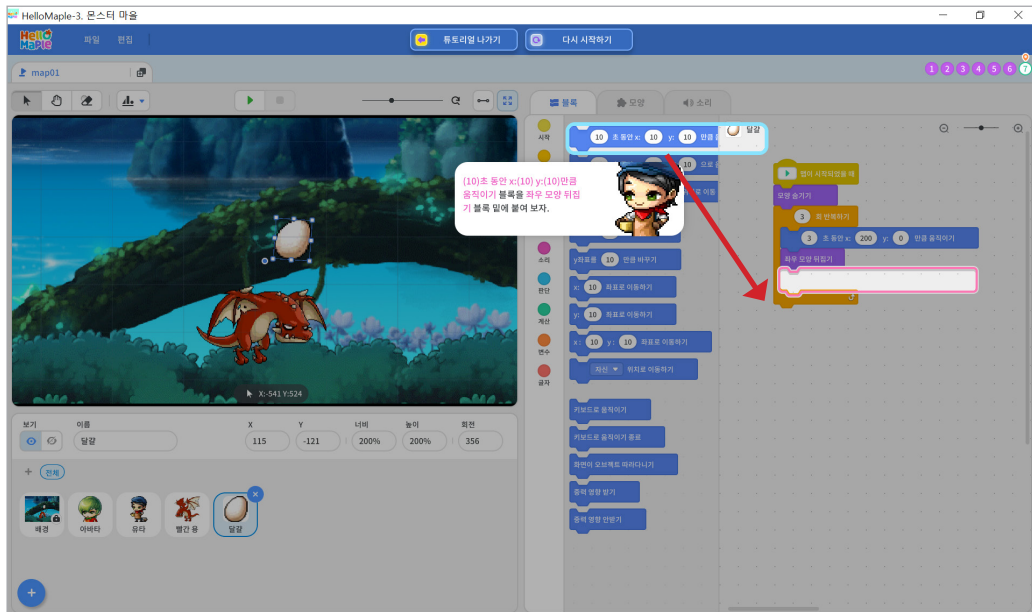 HelloMaple-3. 몬스터 마을
Hello Maple
파일 편집
튜토리얼 나가기
다시 시작하기
map01
1 2 3 4 5 6 7
블록 모양 소리
시작
10 초 동안 x: 10 y: 10 만큼
달걀
10 으로
로 이동
(10)초 동안 x:(10) y:(10)만큼
움직이기 블록을 좌우 모양 뒤집
기 블록 밑에 붙여 보자.
소리
판단
계산
변수
글자
y좌표를 10 만큼 바꾸기
x: 10 좌표로 이동하기
y: 10 좌표로 이동하기
x: 10 y: 10 좌표로 이동하기
자신 위치로 이동하기
키보드로 움직이기
키보드로 움직이기 종료
화면이 오브젝트 따라다니기
중력 영향 받기
중력 영향 안받기
맵이 시작되었을 때
모양 숨기기
3 회 반복하기
3 초 동안 x: 200 y: 0 만큼 움직이기
좌우 모양 뒤집기
X:-541 Y:524
보기 이름 X Y 너비 높이 회전
달걀 115 -121 200% 200% 356
+ 전체
배경 아바타 유타 빨간 용 달걀